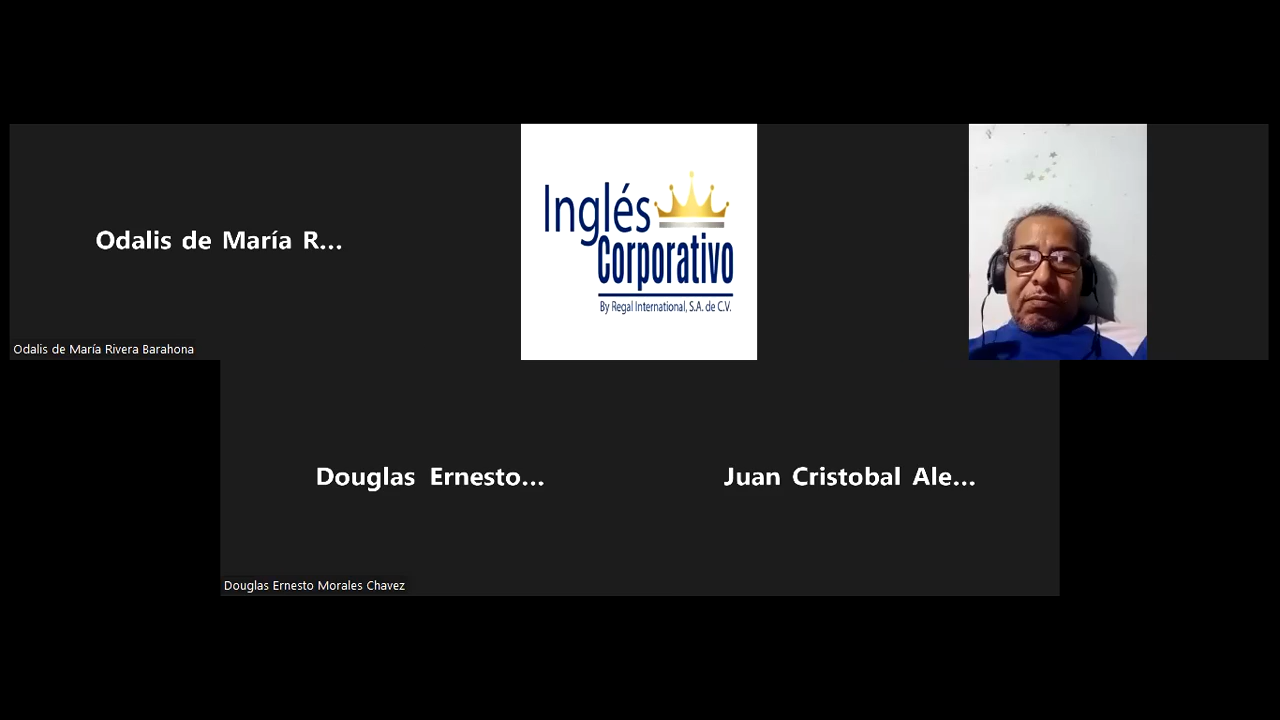 Odalis de María R...
Odalis de María Rivera Barahona
Inglés
Corporativo
By Regal International, S.A. de C.V.
Douglas Ernesto...
Douglas Ernesto Morales Chavez
Juan Cristobal Ale...